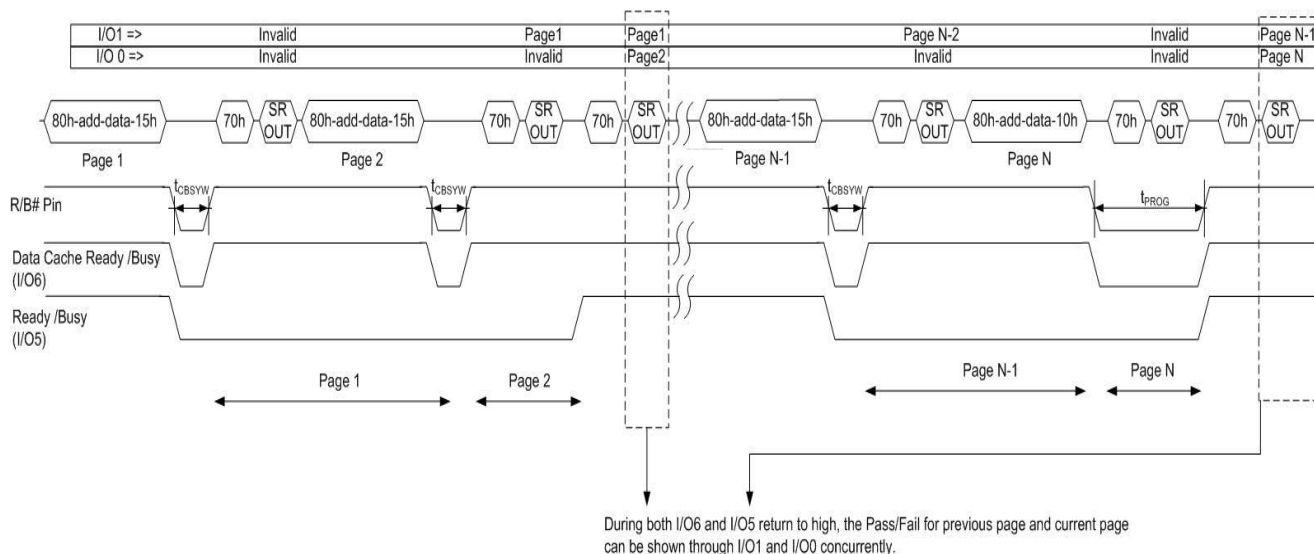 I/O1 => Invalid Page1 Page1 Page N-2 Invalid Page N-1
I/O 0 => Invalid Invalid Page2 Invalid Invalid Page N
80h-add-data-15h 70h SR OUT 80h-add-data-15h 70h SR OUT 70h SR OUT 80h-add-data-15h 70h SR OUT 80h-add-data-10h 70h SR OUT 70h SR OUT
Page 1 Page 2 Page N-1 Page N
R/B# Pin tCBSYW tCBSYW tCBSYW tPROG
Data Cache Ready /Busy
(I/O6)
Ready /Busy
(I/O5)
Page 1 Page 2 Page N-1 Page N
During both I/O6 and I/O5 return to high, the Pass/Fail for previous page and current page
can be shown through I/O1 and I/O0 concurrently.